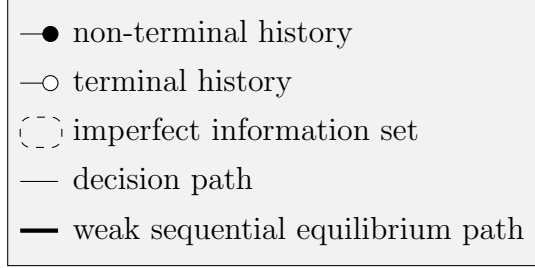 non-terminal history
terminal history
imperfect information set
decision path
weak sequential equilibrium path